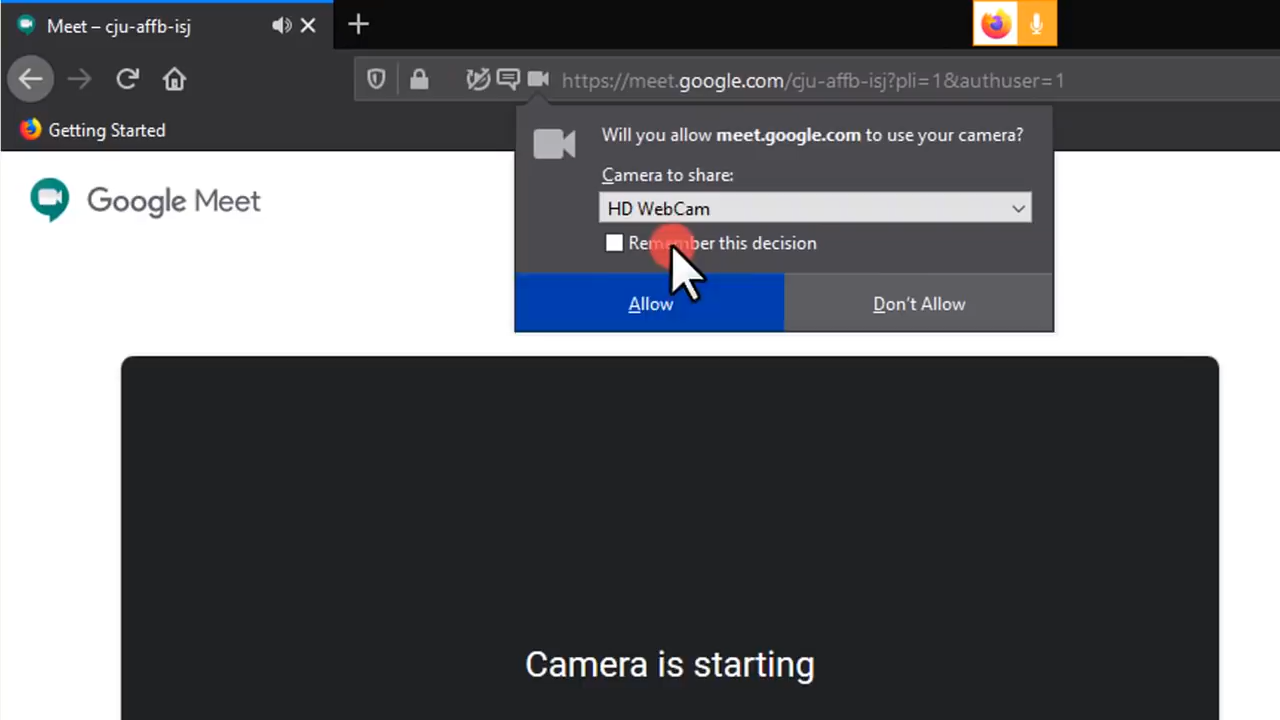 Meet – cju-affb-isj
https://meet.google.com/cju-affb-isj?pli=1&authuser=1
Getting Started
Will you allow meet.google.com to use your camera?
Camera to share:
HD WebCam
Remember this decision
Allow
Don't Allow
Google Meet
Camera is starting